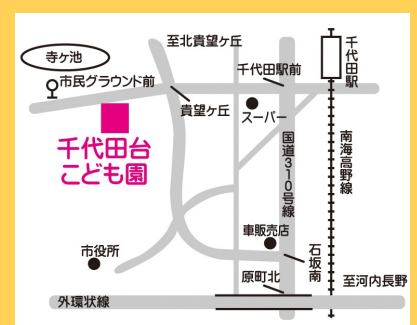 至北貴望ケ丘
寺ヶ池
千代田駅前
千代田駅
市民グラウンド前
貴望ケ丘
スーパー
千代田台
こども園
国道310号線
南海高野線
車販売店
石坂南
市役所
原町北
至河内長野
外環状線